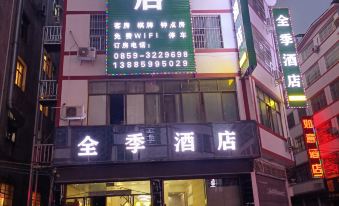 店
客房 棋牌 钟点房
免费WIFI 停车
订房电话：
0859-3229698
13885995029
全季酒店
全季酒店